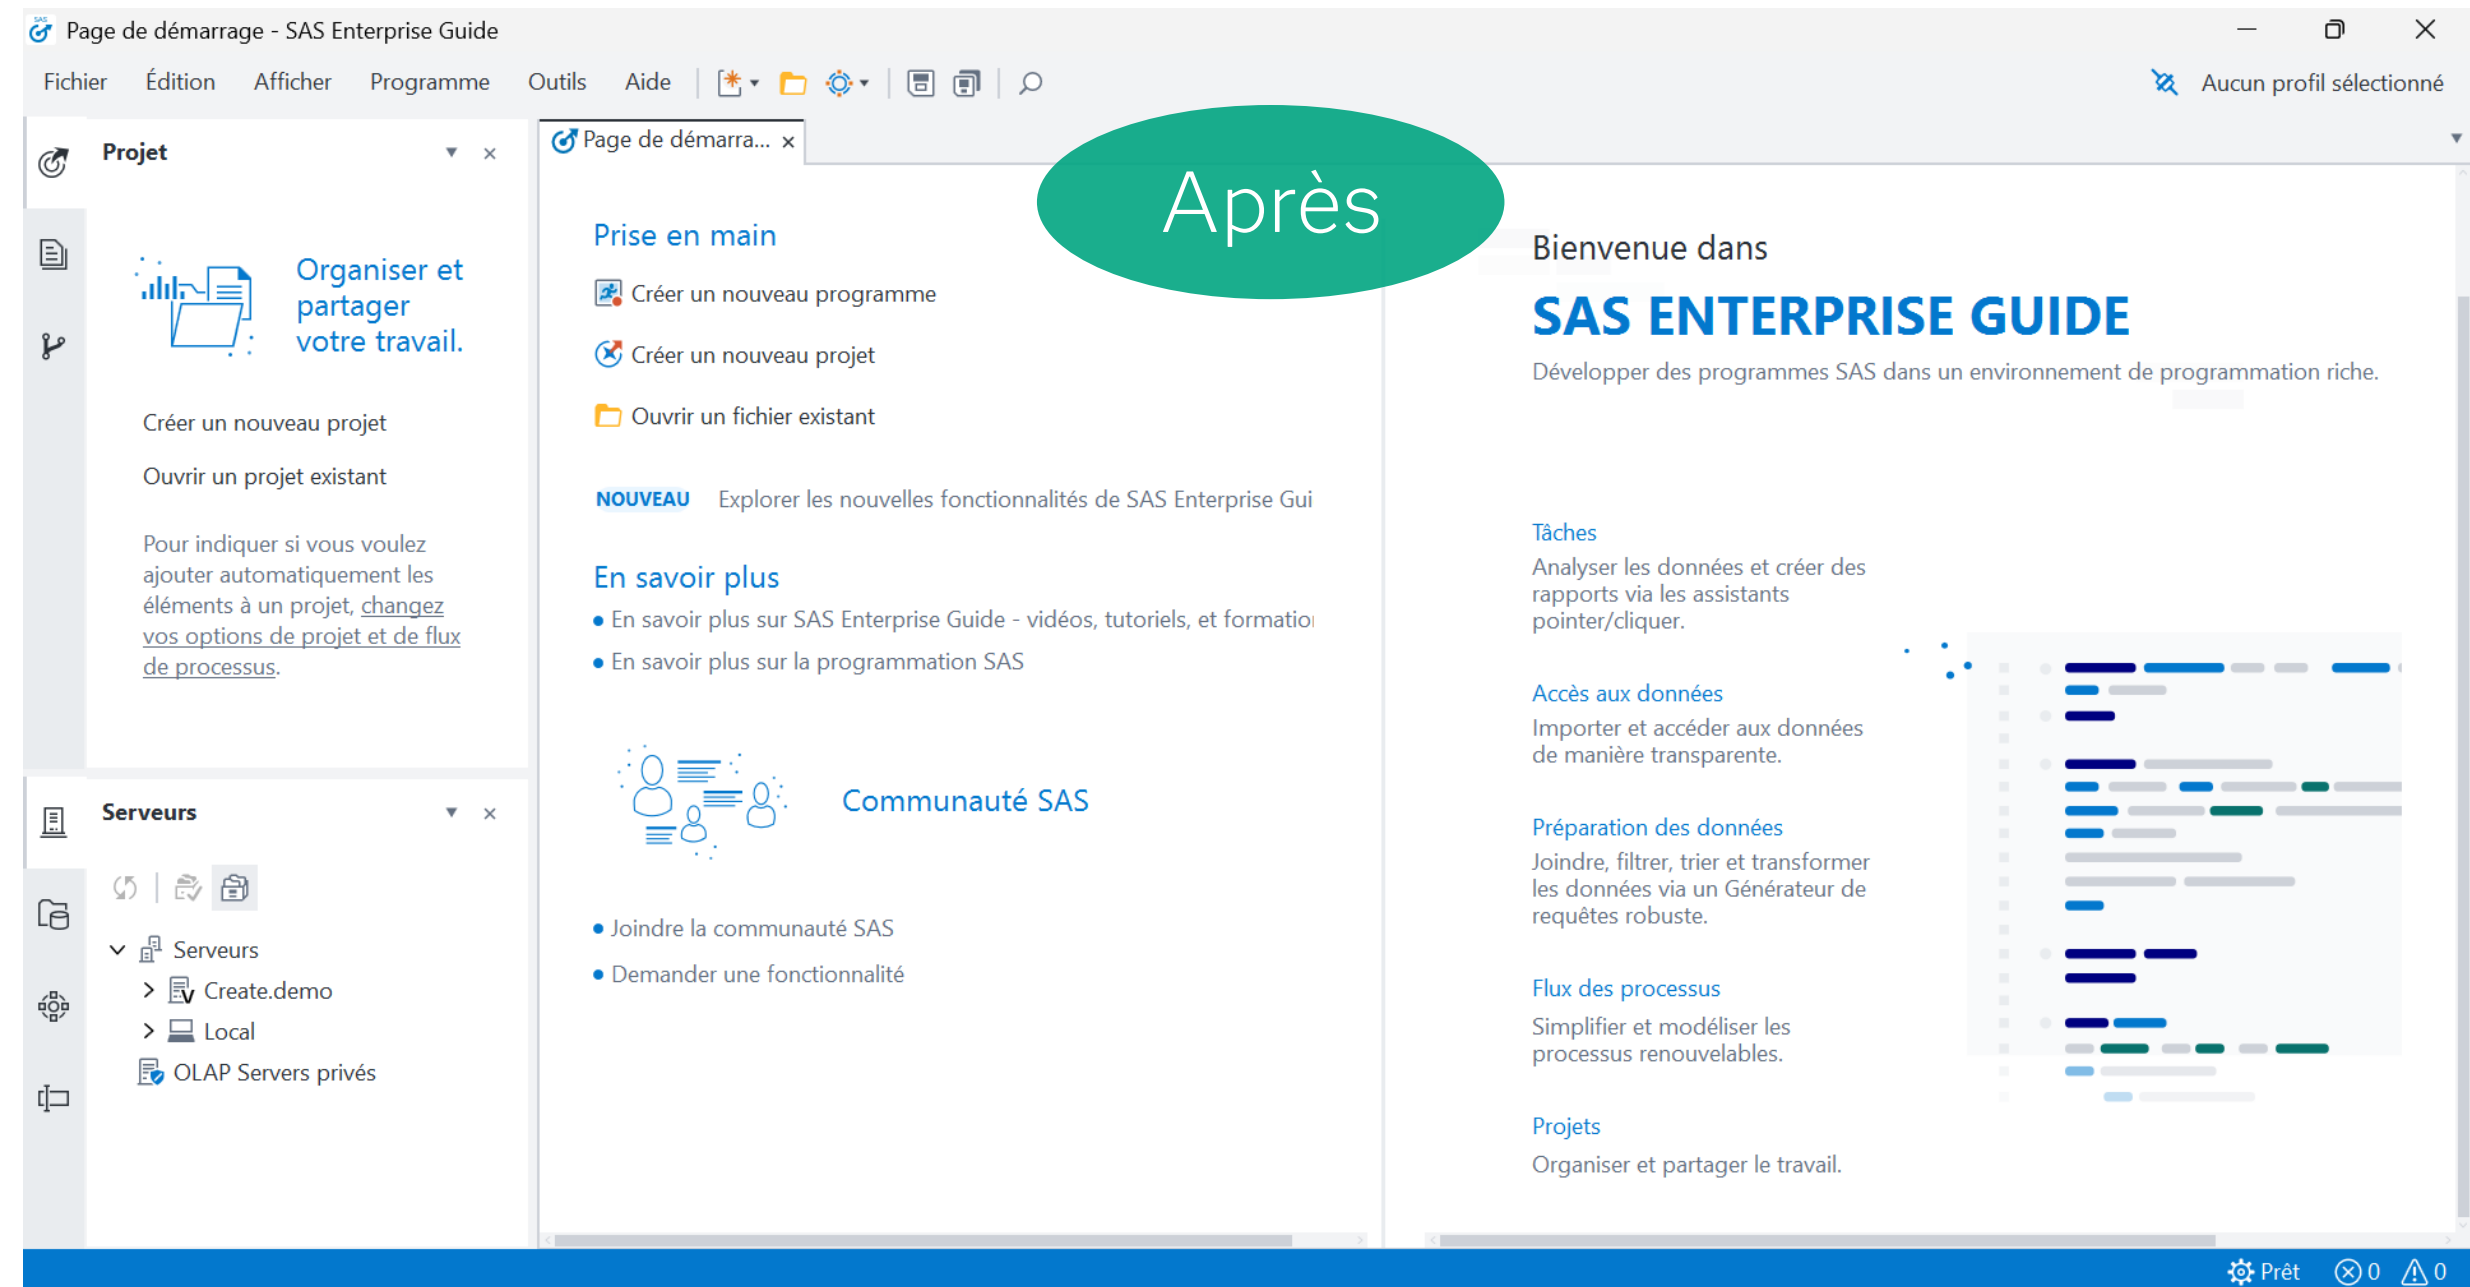 Page de démarrage - SAS Enterprise Guide
Fichier Édition Afficher Programme Outils Aide
Aucun profil sélectionné
Projet
Organiser et
partager
votre travail.
Créer un nouveau projet
Ouvrir un projet existant
Pour indiquer si vous voulez
ajouter automatiquement les
éléments à un projet, changez
vos options de projet et de flux
de processus.
Serveurs
Serveurs
Create.demo
Local
OLAP Servers privés
Page de démarra...
Après
Prise en main
Créer un nouveau programme
Créer un nouveau projet
Ouvrir un fichier existant
NOUVEAU Explorer les nouvelles fonctionnalités de SAS Enterprise Gui
En savoir plus
En savoir plus sur SAS Enterprise Guide - vidéos, tutoriels, et formatio
En savoir plus sur la programmation SAS
Communauté SAS
Joindre la communauté SAS
Demander une fonctionnalité
Bienvenue dans
SAS ENTERPRISE GUIDE
Développer des programmes SAS dans un environnement de programmation riche.
Tâches
Analyser les données et créer des
rapports via les assistants
pointer/cliquer.
Accès aux données
Importer et accéder aux données
de manière transparente.
Préparation des données
Joindre, filtrer, trier et transformer
les données via un Générateur de
requêtes robuste.
Flux des processus
Simplifier et modéliser les
processus renouvelables.
Projets
Organiser et partager le travail.
Prêt 0 0